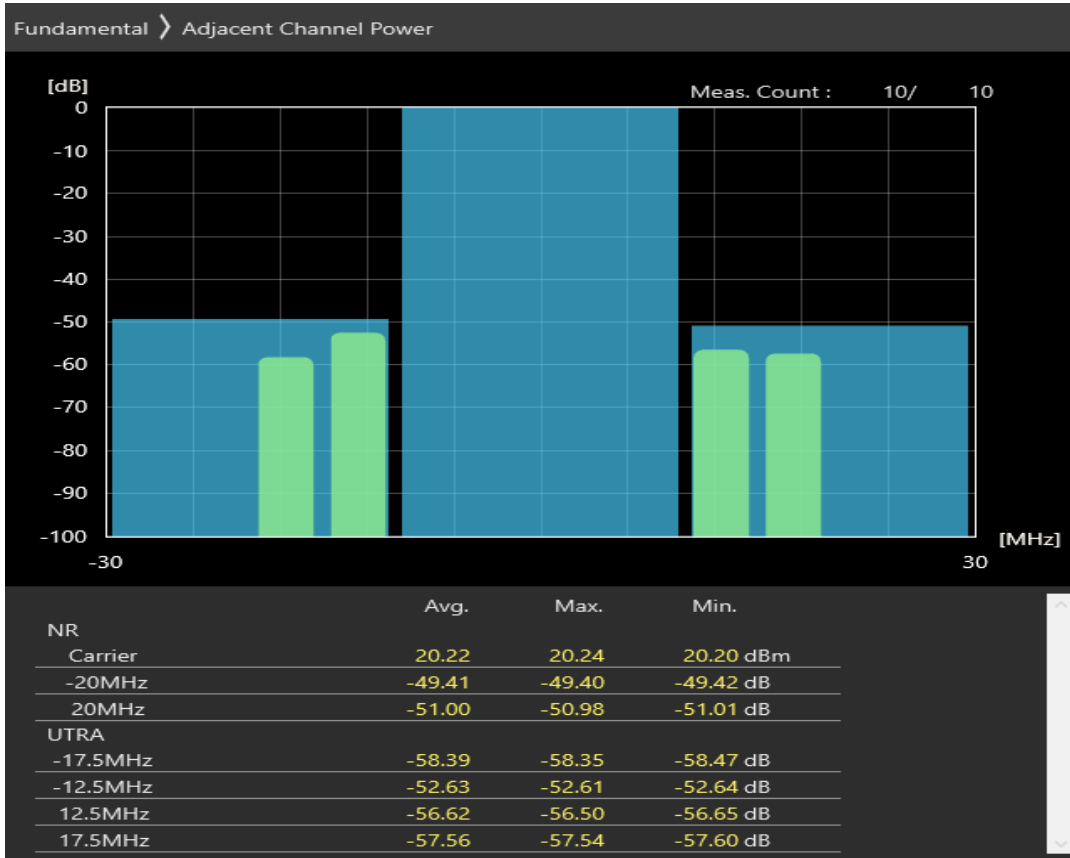 Fundamental ❯ Adjacent Channel Power
[dB]
Meas. Count : 10/ 10
0
-10
-20
-30
-40
-50
-60
-70
-80
-90
-100
[MHz]
-30 30
Avg. Max. Min.
NR
Carrier 20.22 20.24 20.20 dBm
-20MHz -49.41 -49.40 -49.42 dB
20MHz -51.00 -50.98 -51.01 dB
UTRA
-17.5MHz -58.39 -58.35 -58.47 dB
-12.5MHz -52.63 -52.61 -52.64 dB
12.5MHz -56.62 -56.50 -56.65 dB
17.5MHz -57.56 -57.54 -57.60 dB